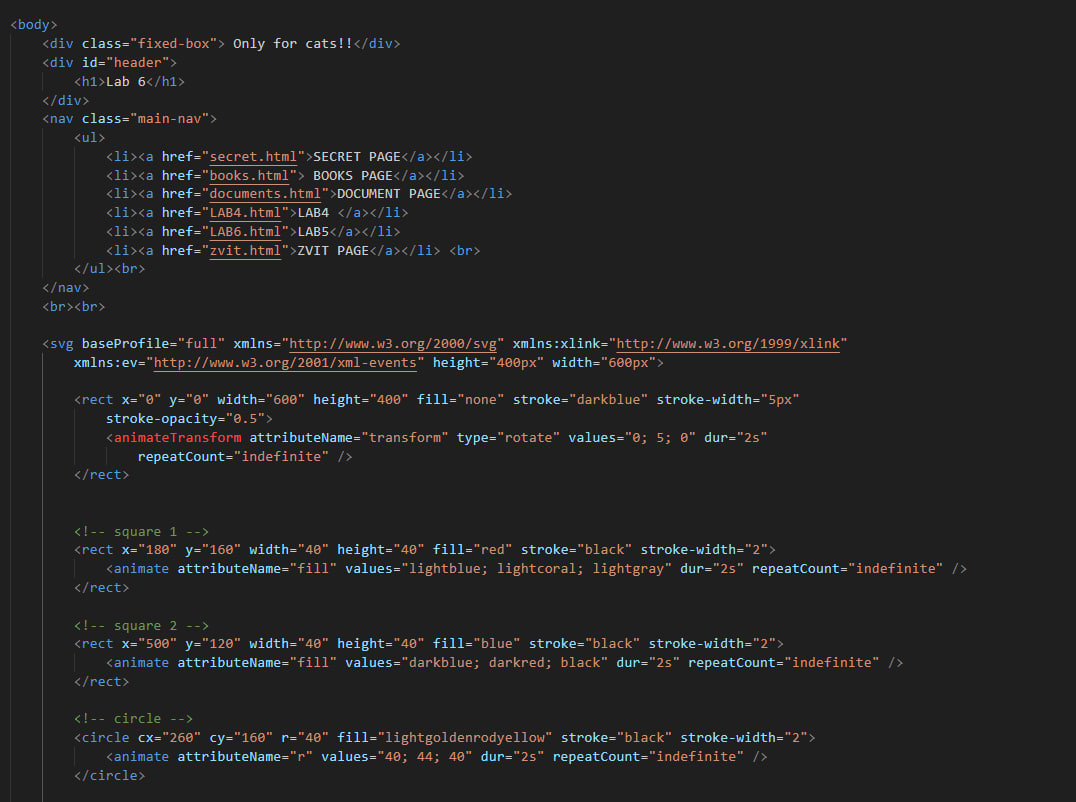 <body>
<div class="fixed-box"> Only for cats!!</div>
<div id="header">
<h1>Lab 6</h1>
</div>
<nav class="main-nav">
<ul>
<li><a href="secret.html">SECRET PAGE</a></li>
<li><a href="books.html"> BOOKS PAGE</a></li>
<li><a href="documents.html">DOCUMENT PAGE</a></li>
<li><a href="LAB4.html">LAB4 </a></li>
<li><a href="LAB6.html">LAB5</a></li>
<li><a href="zvit.html">ZVIT PAGE</a></li> <br>
</ul><br>
</nav>
<br><br>
<svg baseProfile="full" xmlns="http://www.w3.org/2000/svg" xmlns:xlink="http://www.w3.org/1999/xlink"
xmlns:ev="http://www.w3.org/2001/xml-events" height="400px" width="600px">
<rect x="0" y="0" width="600" height="400" fill="none" stroke="darkblue" stroke-width="5px"
stroke-opacity="0.5">
<animateTransform attributeName="transform" type="rotate" values="0; 5; 0" dur="2s"
repeatCount="indefinite" />
</rect>
<!-- square 1 -->
<rect x="180" y="160" width="40" height="40" fill="red" stroke="black" stroke-width="2">
<animate attributeName="fill" values="lightblue; lightcoral; lightgray" dur="2s" repeatCount="indefinite" />
</rect>
<!-- square 2 -->
<rect x="500" y="120" width="40" height="40" fill="blue" stroke="black" stroke-width="2">
<animate attributeName="fill" values="darkblue; darkred; black" dur="2s" repeatCount="indefinite" />
</rect>
<!-- circle -->
<circle cx="260" cy="160" r="40" fill="lightgoldenrodyellow" stroke="black" stroke-width="2">
<animate attributeName="r" values="40; 44; 40" dur="2s" repeatCount="indefinite" />
</circle>